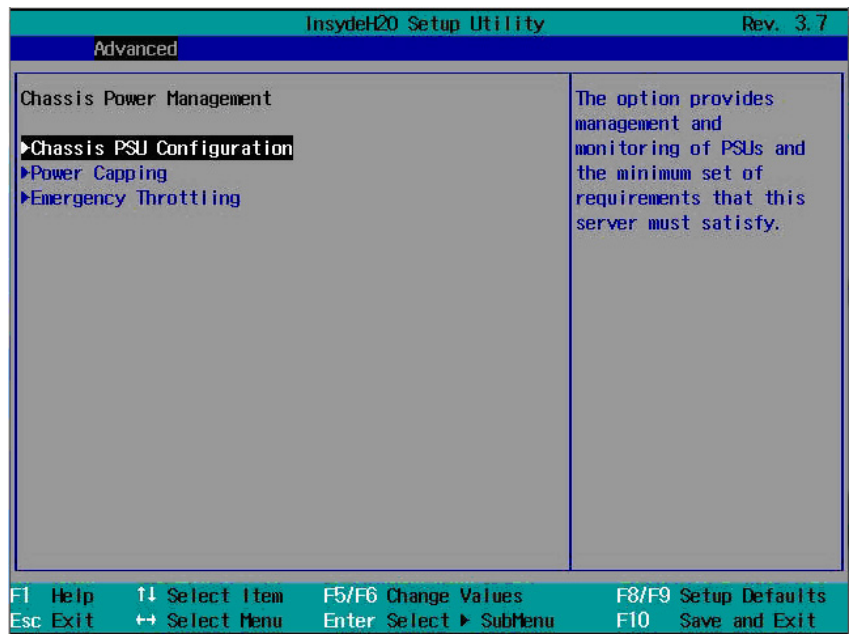 InsydeH20 Setup Utility Rev. 3.7
Advanced
Chassis Power Management
▶Chassis PSU Configuration
▶Power Capping
▶Emergency Throttling
The option provides
management and
monitoring of PSUs and
the minimum set of
requirements that this
server must satisfy.
F1 Help ↑↓ Select Item F5/F6 Change Values F8/F9 Setup Defaults
Esc Exit ↔ Select Menu Enter Select ▶ SubMenu F10 Save and Exit